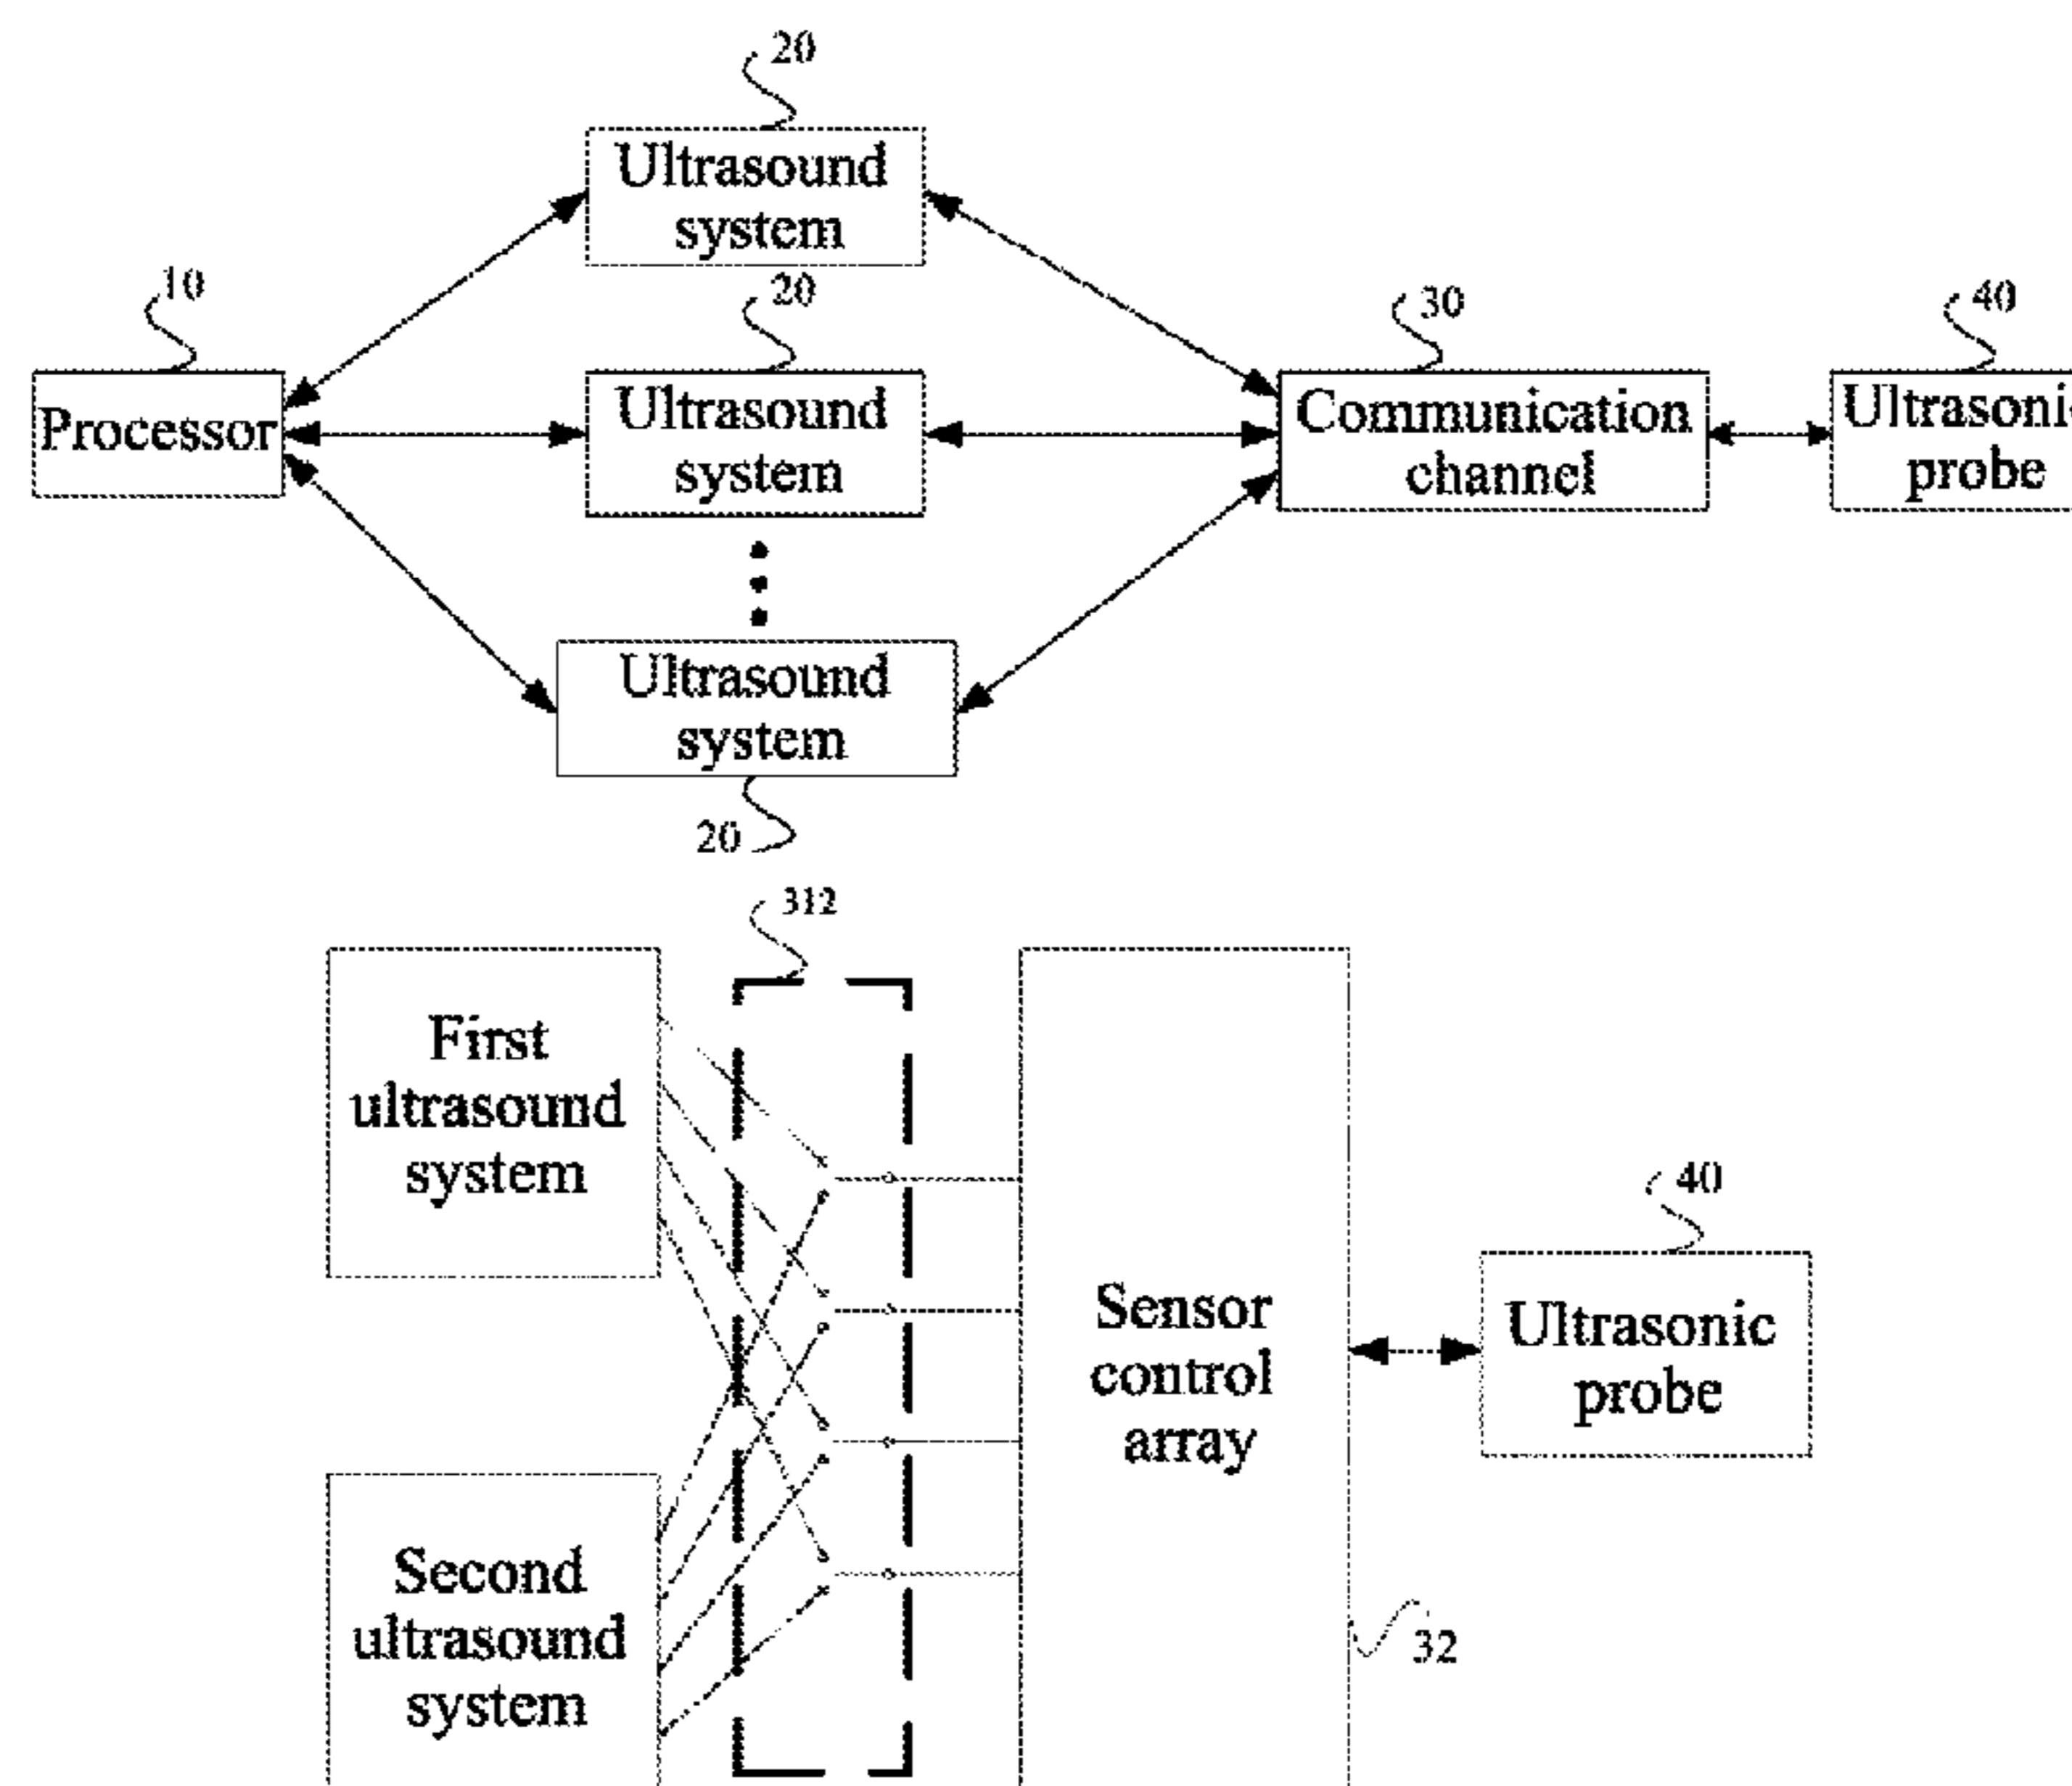 20
Ultrasound
system
10
20
30
40
Processor
Ultrasound
system
Communication
channel
Ultrasonic
probe
Ultrasound
system
20
312
First
ultrasound
system
40
Sensor
control
array
Ultrasonic
probe
Second
ultrasound
system
32